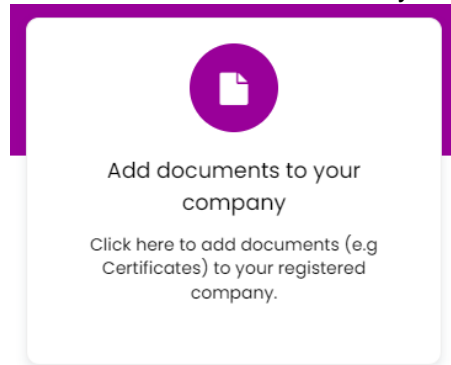 Add documents to your
company
Click here to add documents (e.g
Certificates) to your registered
company.